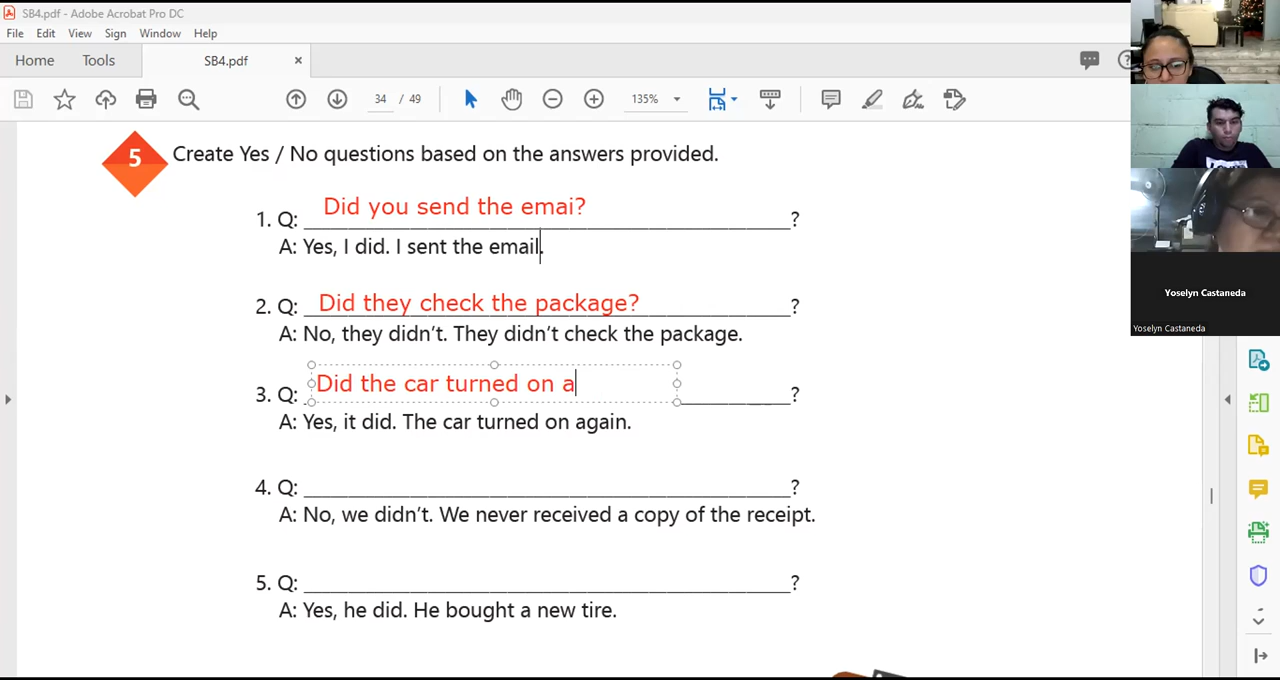 SB4.pdf - Adobe Acrobat Pro DC
File Edit View Sign Window Help
Home Tools SB4.pdf ×
34 / 49 135%
5 Create Yes / No questions based on the answers provided.
Did you send the emai?
1. Q: ?
A: Yes, I did. I sent the email.
Did they check the package?
2. Q: ?
A: No, they didn't. They didn't check the package.
Did the car turned on a
3. Q: ?
A: Yes, it did. The car turned on again.
4. Q: ?
A: No, we didn't. We never received a copy of the receipt.
5. Q: ?
A: Yes, he did. He bought a new tire.
Yoselyn Castaneda
Yoselyn Castaneda